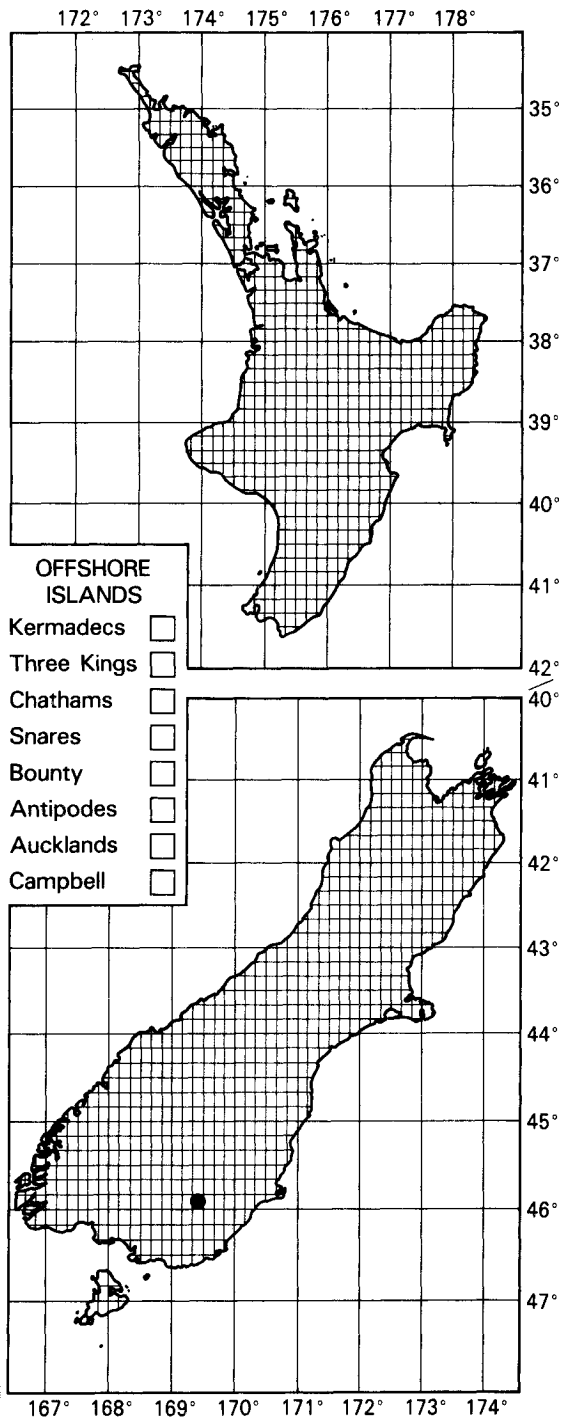 172° 173° 174° 175° 176° 177° 178°
35°
36°
37°
38°
39°
40°
41°
42°
OFFSHORE
ISLANDS
Kermadecs
Three Kings
Chathams
Snares
Bounty
Antipodes
Aucklands
Campbell
40°
41°
42°
43°
44°
45°
46°
47°
167° 168° 169° 170° 171° 172° 173° 174°